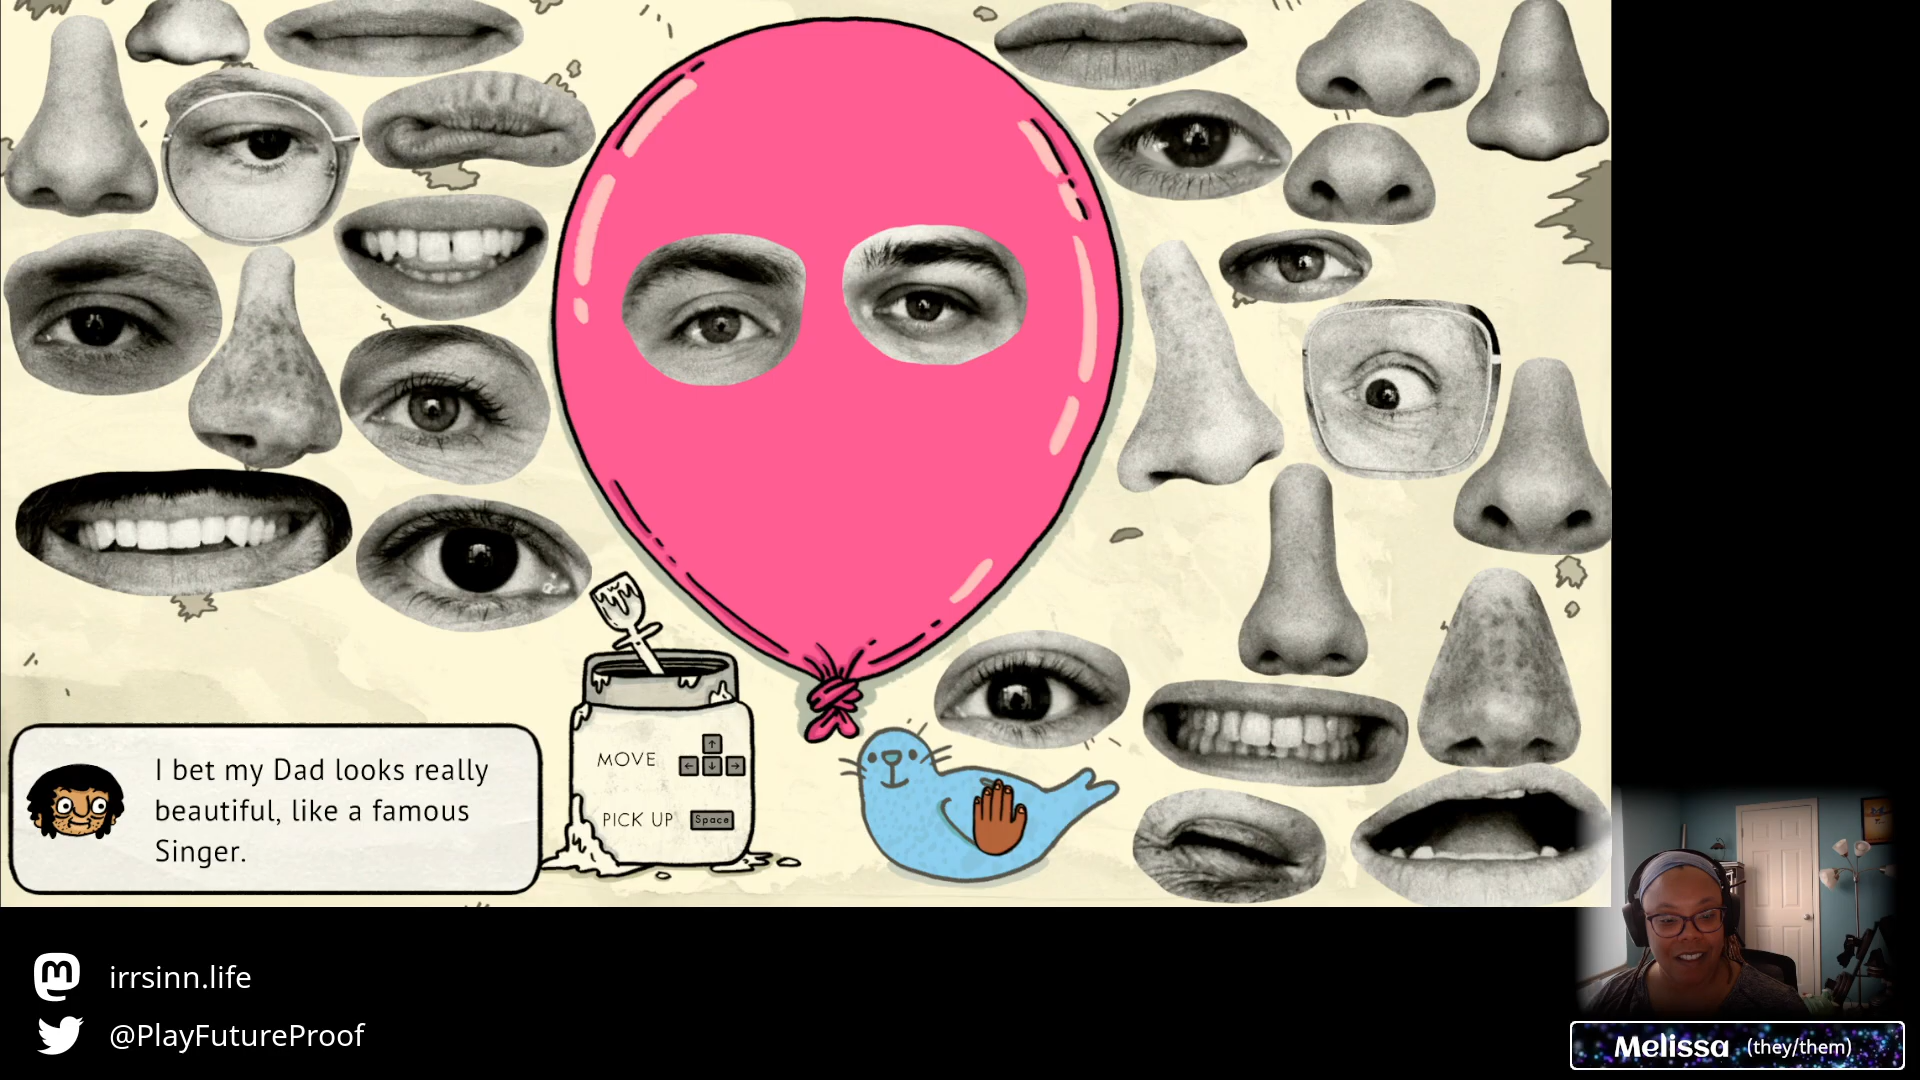 I bet my Dad looks really
beautiful, like a famous
Singer.
MOVE
PICK UP Space
irrsinn.life
@PlayFutureProof
Melissa (they/them)